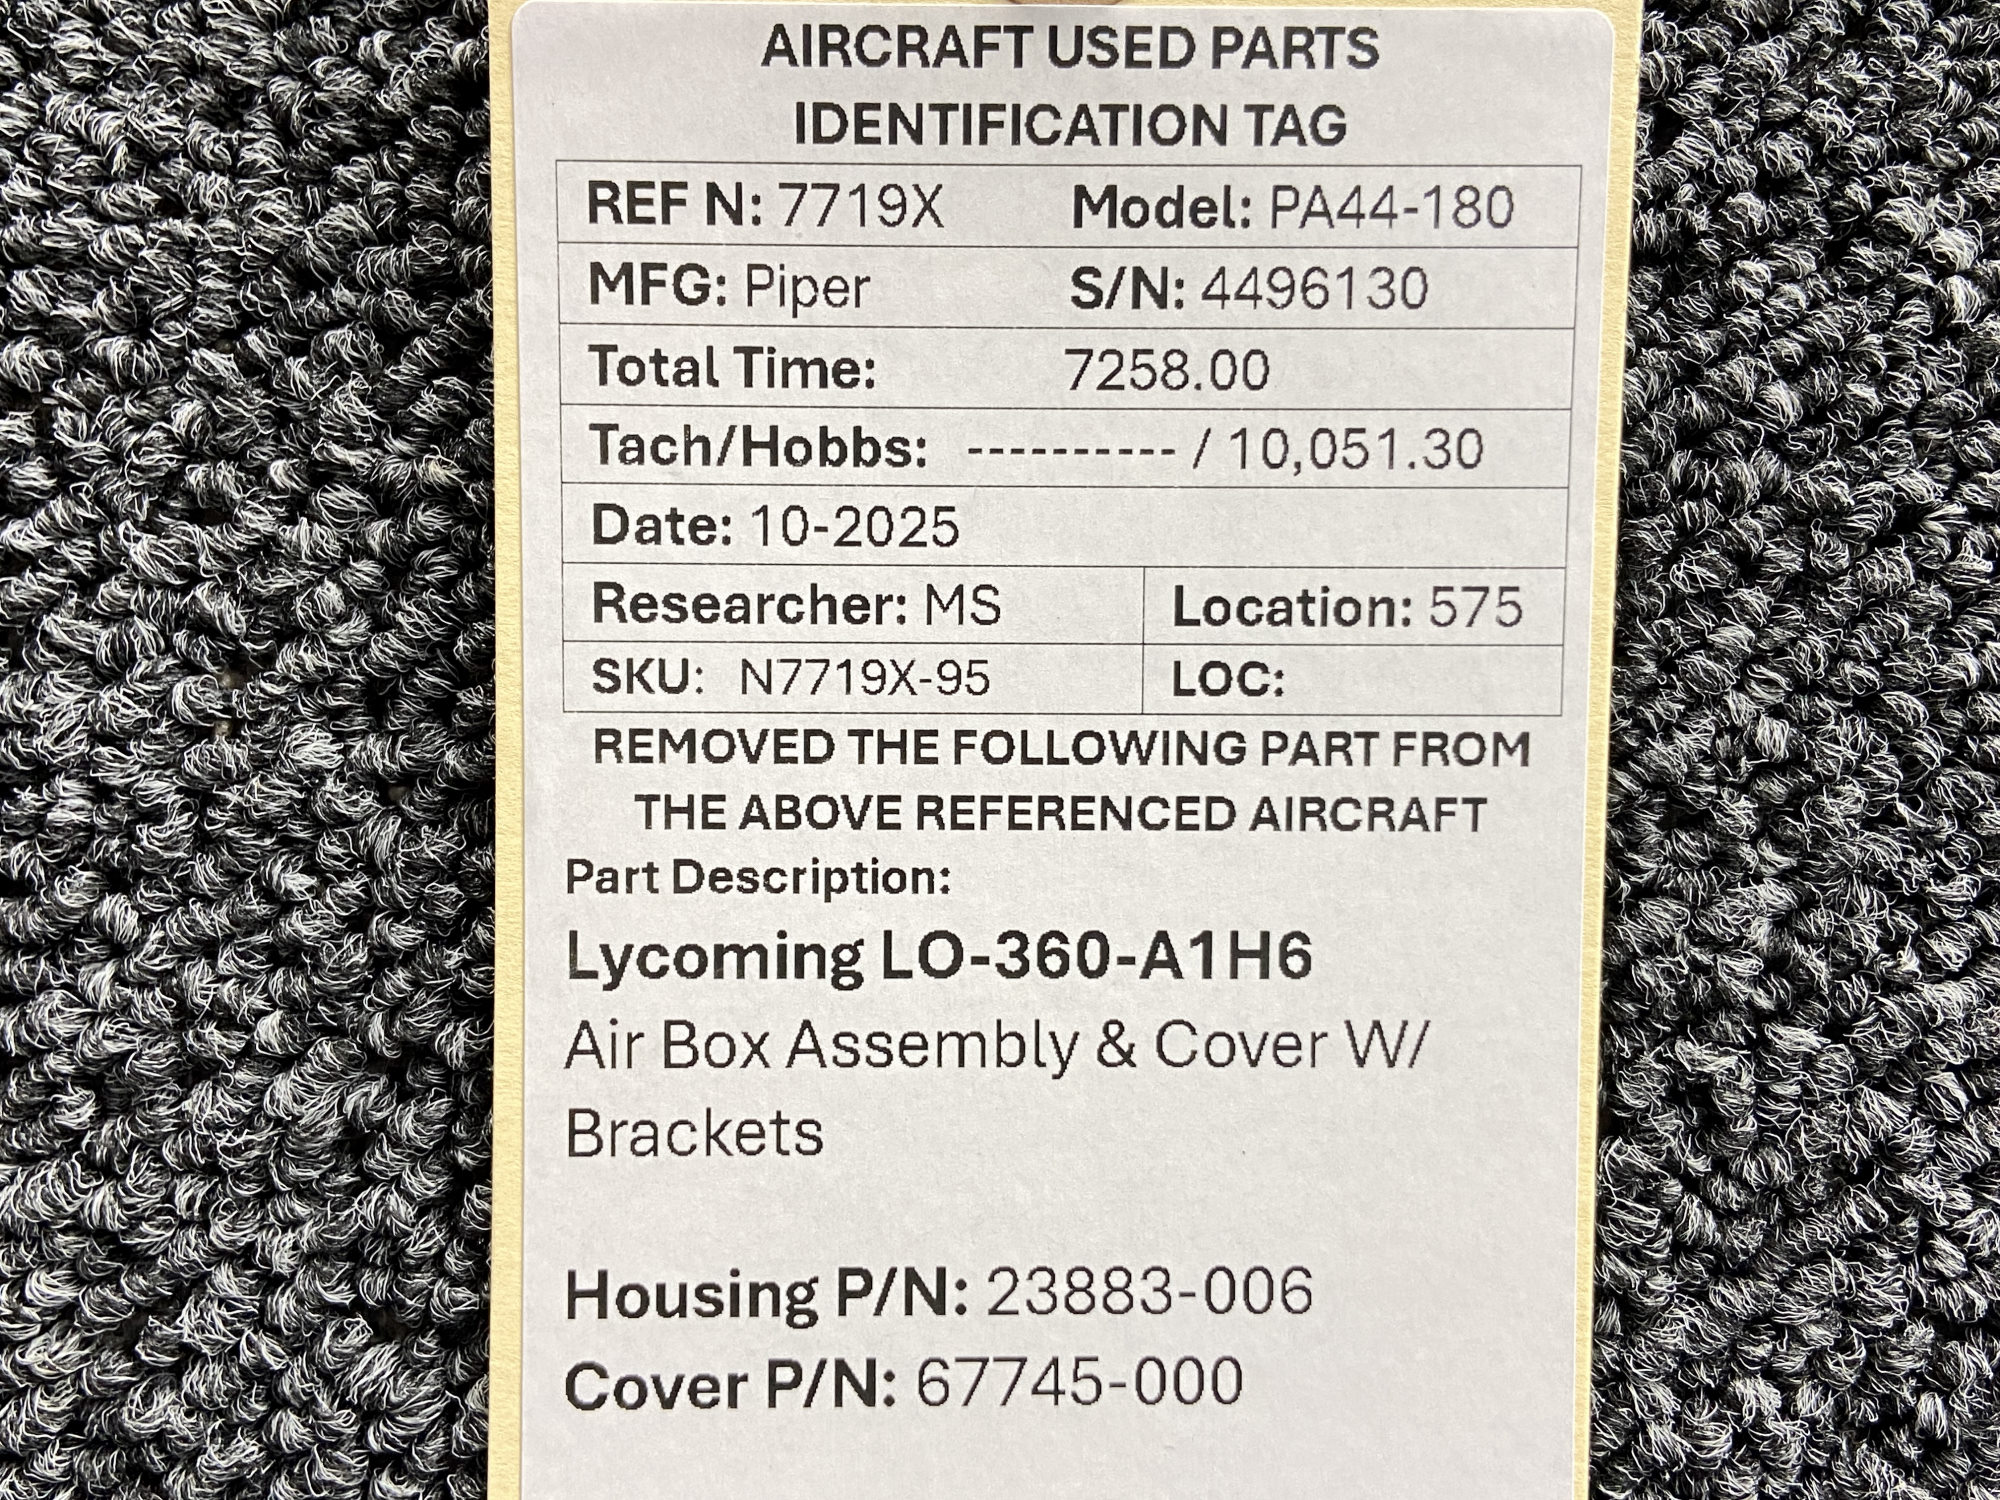 AIRCRAFT USED PARTS
IDENTIFICATION TAG
REF N: 7719X Model: PA44-180
MFG: Piper S/N: 4496130
Total Time: 7258.00
Tach/Hobbs: ---------- / 10,051.30
Date: 10-2025
Researcher: MS Location: 575
SKU: N7719X-95 LOC:
REMOVED THE FOLLOWING PART FROM
THE ABOVE REFERENCED AIRCRAFT
Part Description:
Lycoming LO-360-A1H6
Air Box Assembly & Cover W/
Brackets
Housing P/N: 23883-006
Cover P/N: 67745-000